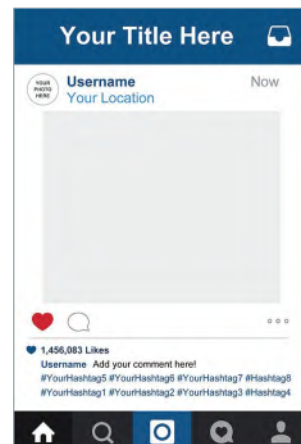 Your Title Here
YOUR
PHOTO
HERE
Username Now
Your Location
1,456,083 Likes
Username Add your comment here!
#YourHashtag5 #YourHashtag6 #YourHashtag7 #Hashtag8
#YourHashtag1 #YourHashtag2 #YourHashtag3 #Hashtag4